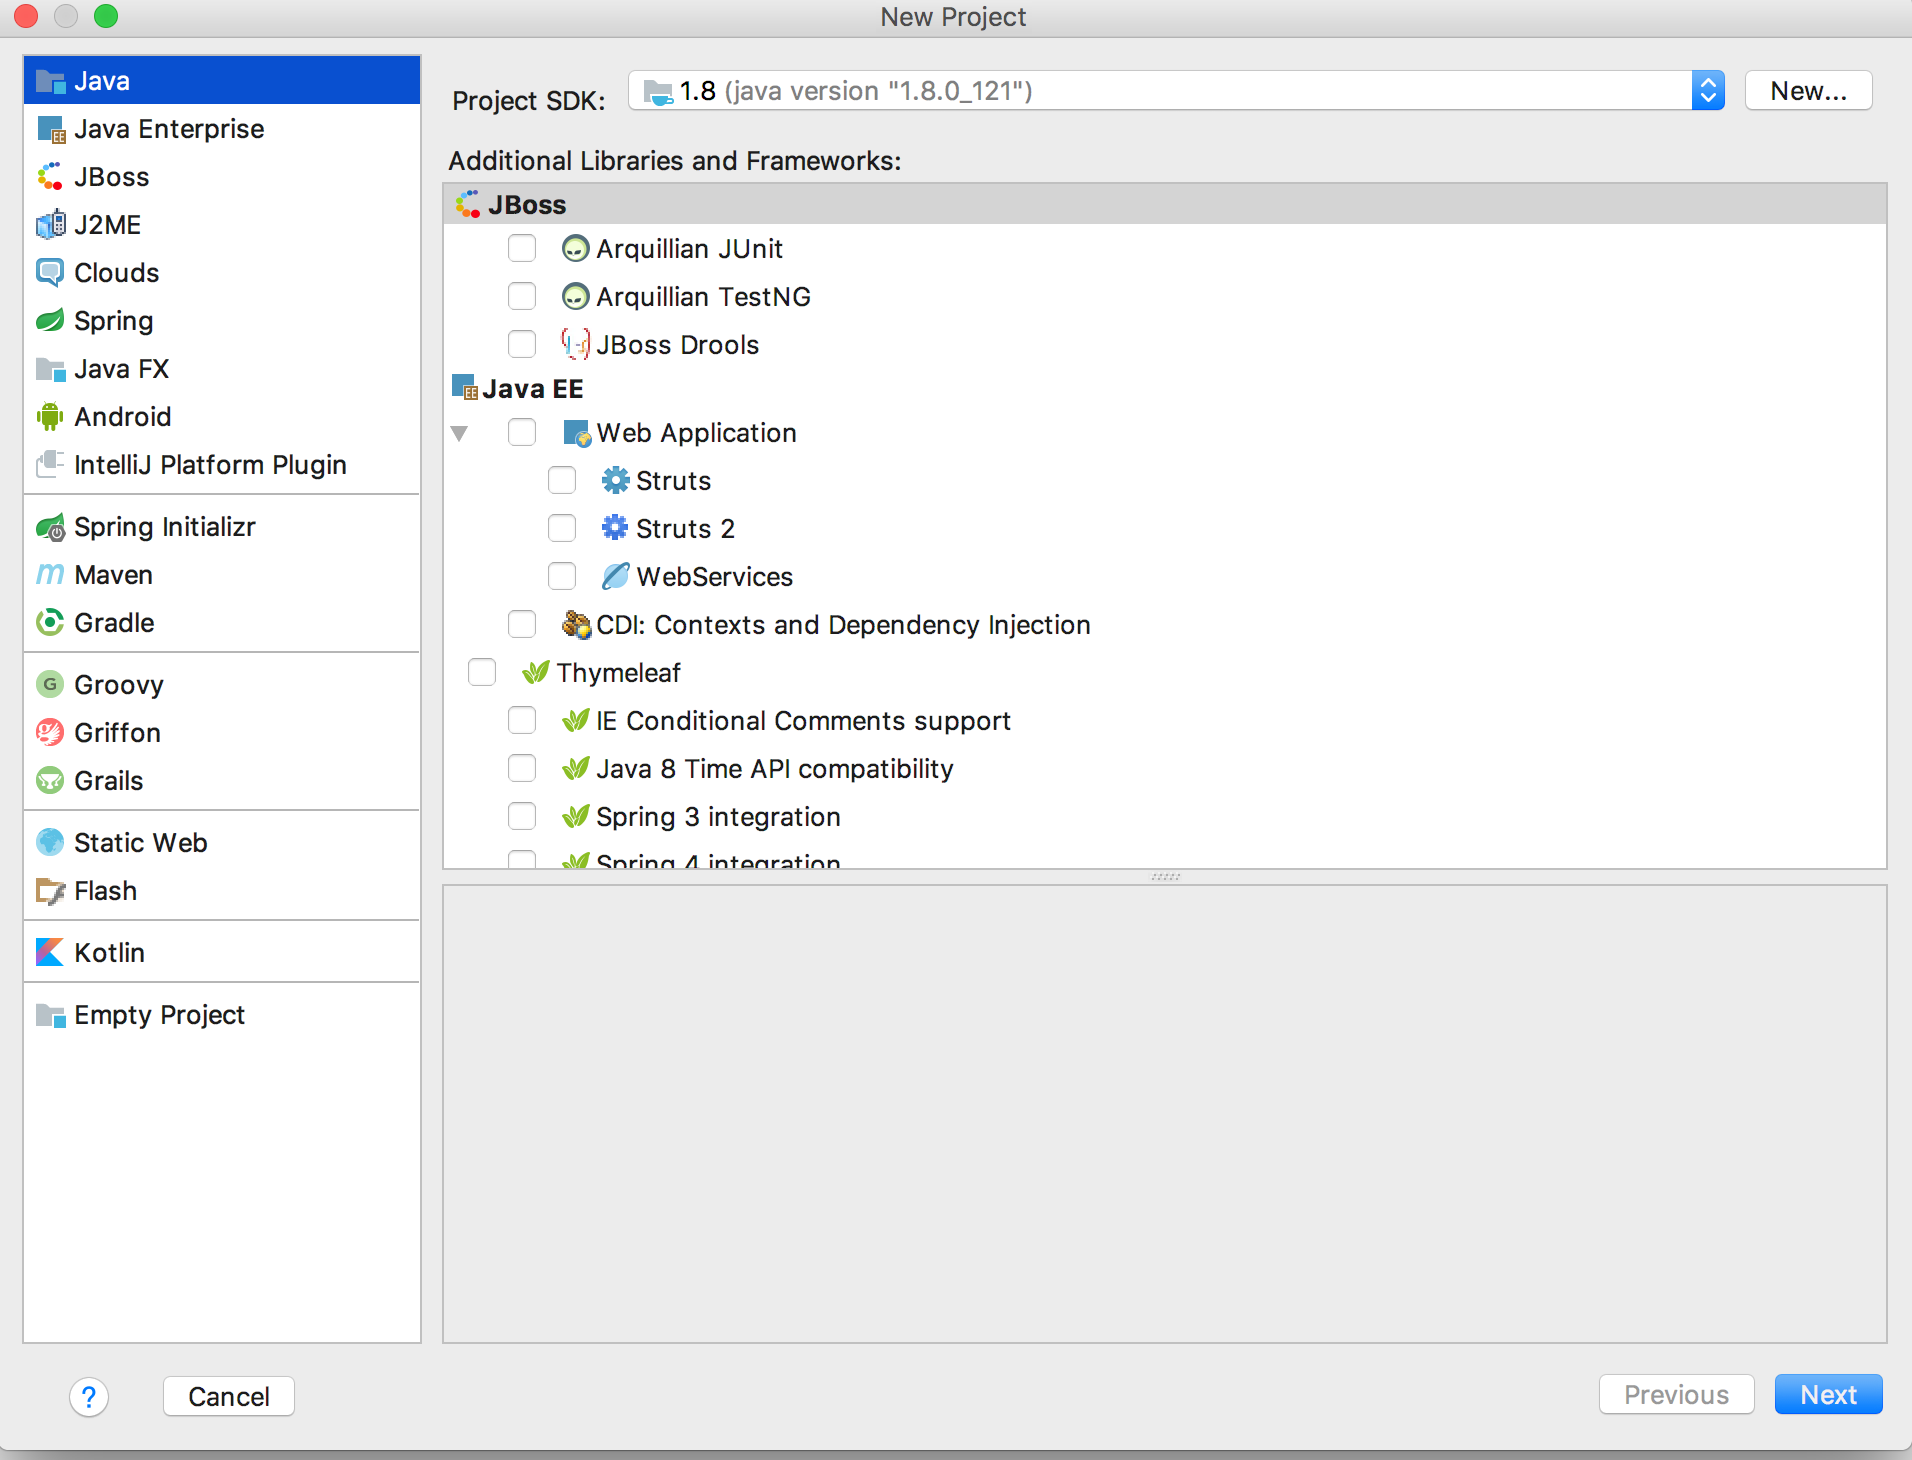 New Project
Java
Java Enterprise
JBoss
J2ME
Clouds
Spring
Java FX
Android
IntelliJ Platform Plugin
Spring Initializr
Maven
Gradle
G Groovy
Griffon
Grails
Static Web
Flash
Kotlin
Empty Project
Project SDK: 1.8 (java version "1.8.0_121") New...
Additional Libraries and Frameworks:
JBoss
Arquillian JUnit
Arquillian TestNG
JBoss Drools
EE Java EE
Web Application
Struts
Struts 2
WebServices
CDI: Contexts and Dependency Injection
Thymeleaf
IE Conditional Comments support
Java 8 Time API compatibility
Spring 3 integration
Spring 4 integration
? Cancel Previous Next